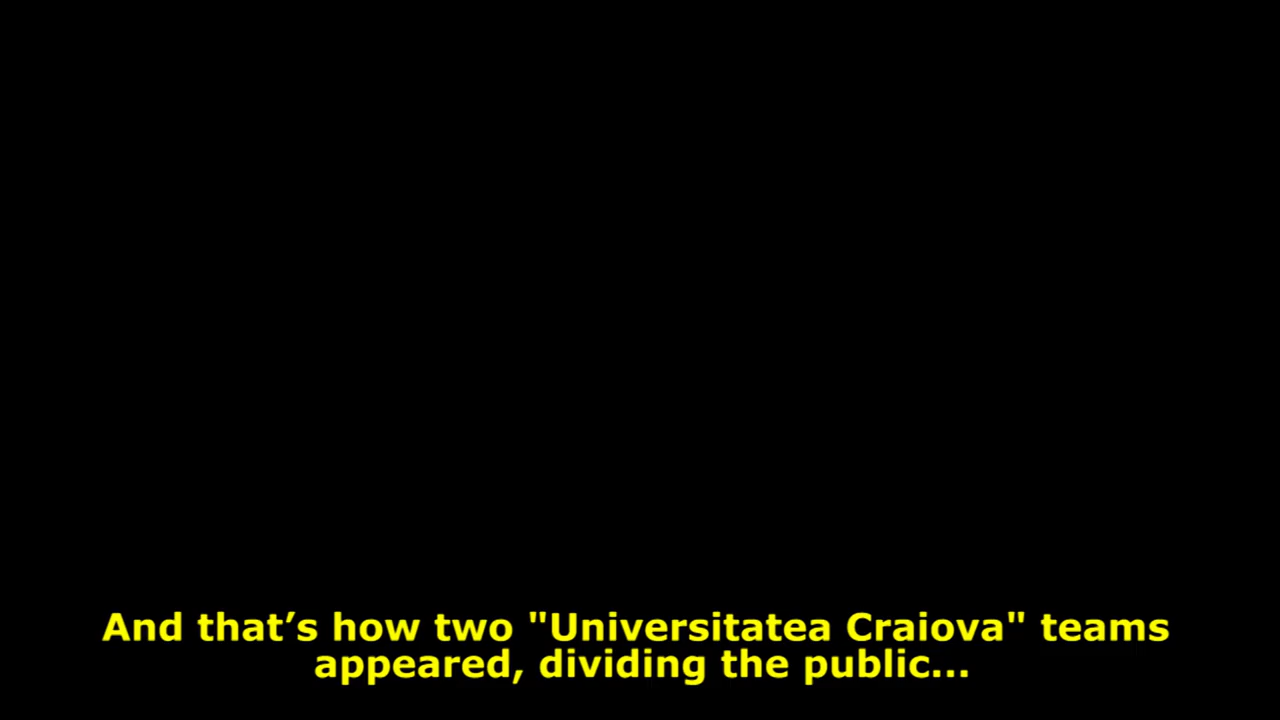 And that’s how two "Universitatea Craiova" teams
appeared, dividing the public...